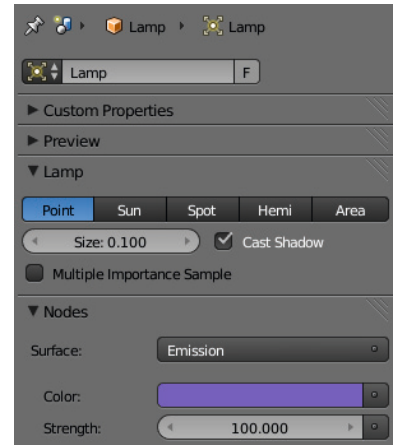 Lamp Lamp
Lamp F
Custom Properties
Preview
Lamp
Point Sun Spot Hemi Area
Size: 0.100 Cast Shadow
Multiple Importance Sample
Nodes
Surface: Emission
Color:
Strength: 100.000